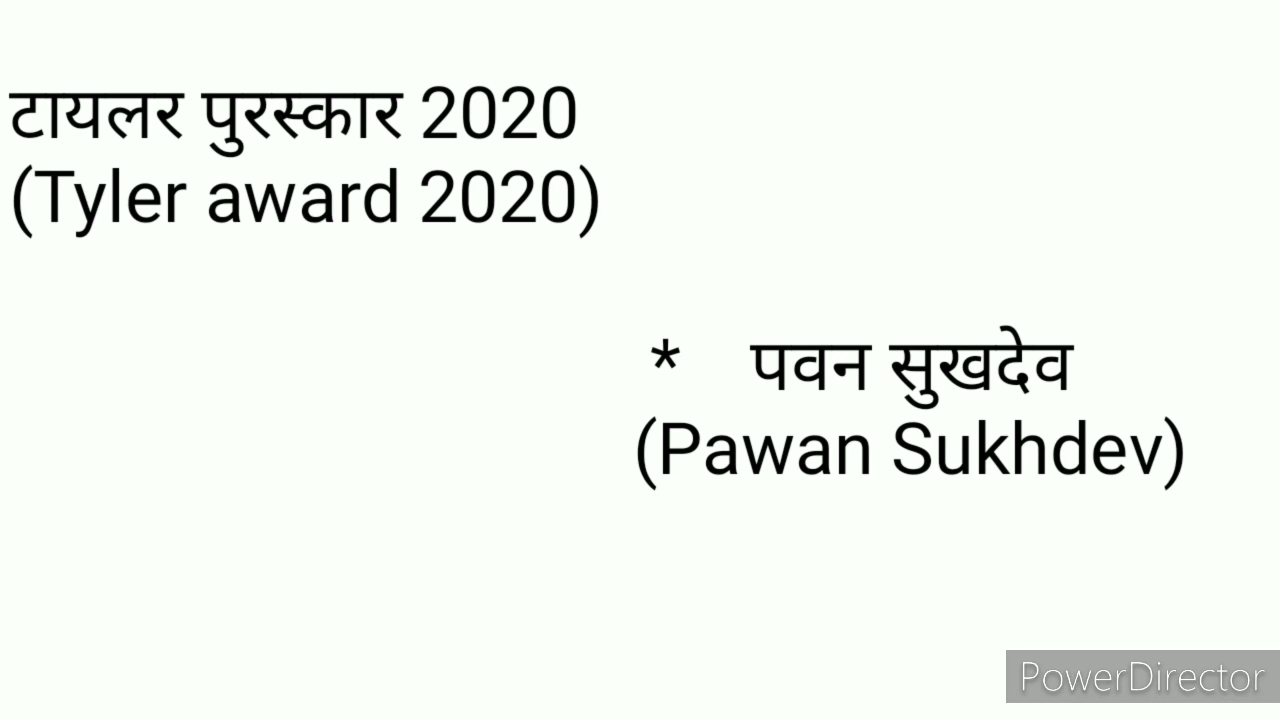 टायलर पुरस्कार 2020
(Tyler award 2020)
* पवन सुखदेव
(Pawan Sukhdev)
PowerDirector